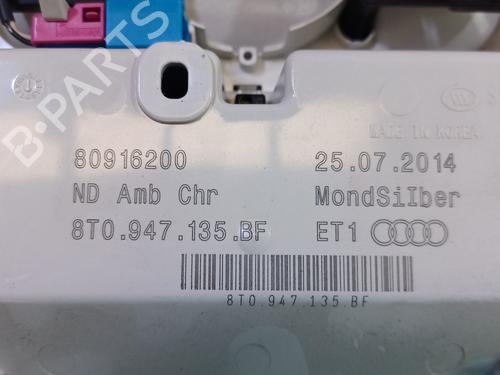 B·PARTS
MADE IN KOREA
80916200 25.07.2014
ND Amb Chr MondSilber
8T0.947.135.BF ET1
8T0.947.135.BF